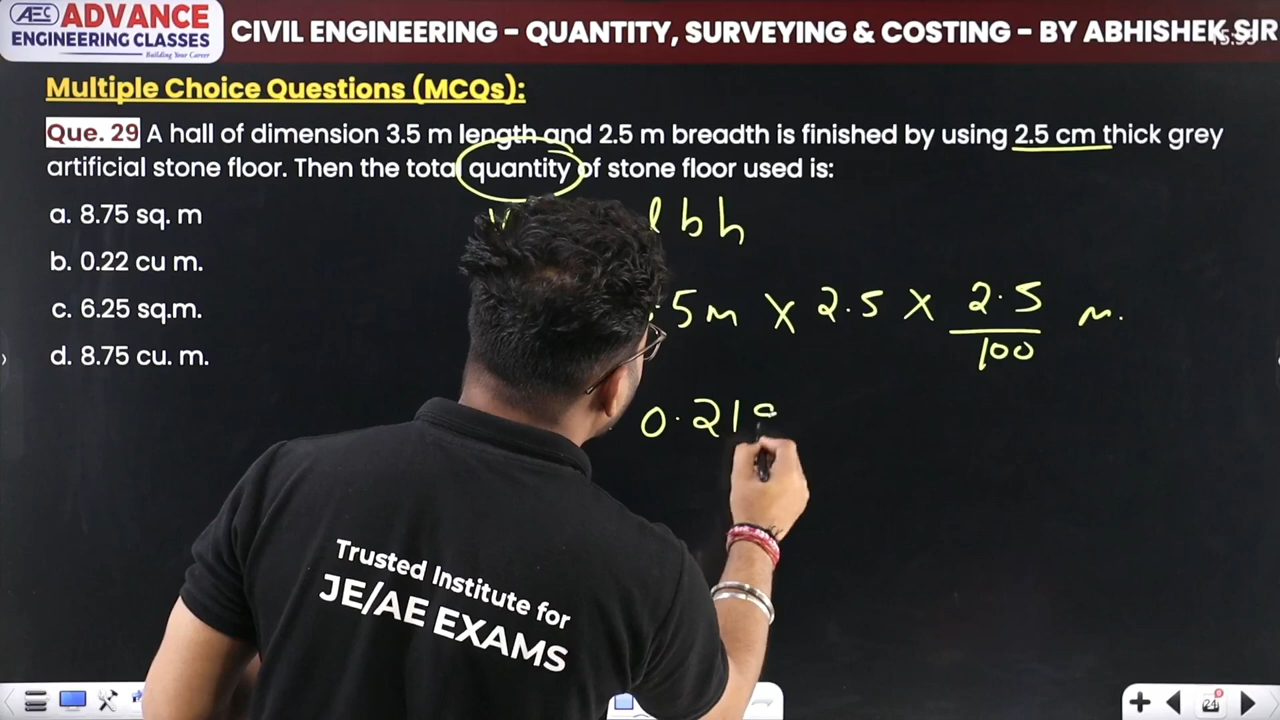 AEC ADVANCE
ENGINEERING CLASSES
Building Your Career
CIVIL ENGINEERING - QUANTITY, SURVEYING & COSTING - BY ABHISHEK SIR
Multiple Choice Questions (MCQs):
Que. 29 A hall of dimension 3.5 m length and 2.5 m breadth is finished by using 2.5 cm thick grey
artificial stone floor. Then the total quantity of stone floor used is:
a. 8.75 sq. m
b. 0.22 cu m.
c. 6.25 sq.m.
d. 8.75 cu. m.
l b h
.5 m X 2.5 X 2.5 m.
100
0.21
Trusted Institute for
JE/AE EXAMS
24